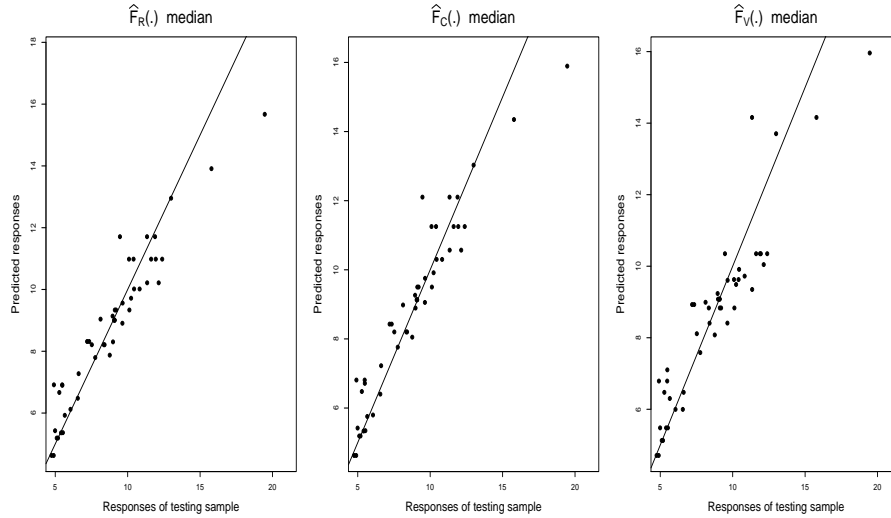 F̂R(.) median
Predicted responses
18
16
14
12
10
8
6
5 10 15 20
Responses of testing sample
F̂C(.) median
Predicted responses
16
14
12
10
8
6
5 10 15 20
Responses of testing sample
F̂V(.) median
Predicted responses
16
14
12
10
8
6
5 10 15 20
Responses of testing sample